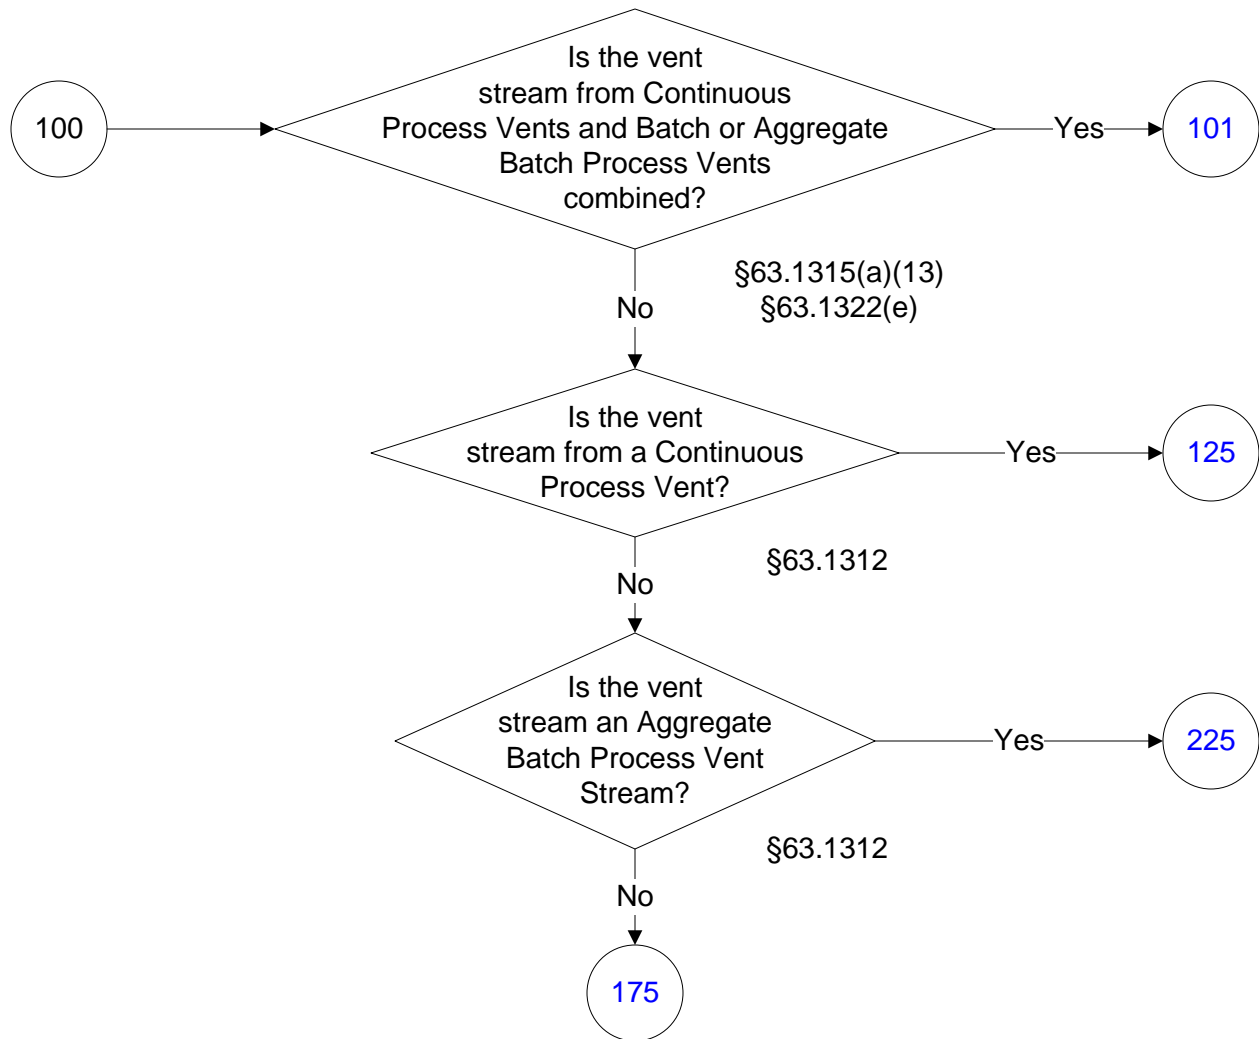 Is the vent
stream from Continuous
Process Vents and Batch or Aggregate
Batch Process Vents
combined?
100
Yes
101
§63.1315(a)(13)
§63.1322(e)
No
Is the vent
stream from a Continuous
Process Vent?
Yes
125
§63.1312
No
Is the vent
stream an Aggregate
Batch Process Vent
Stream?
Yes
225
§63.1312
No
175